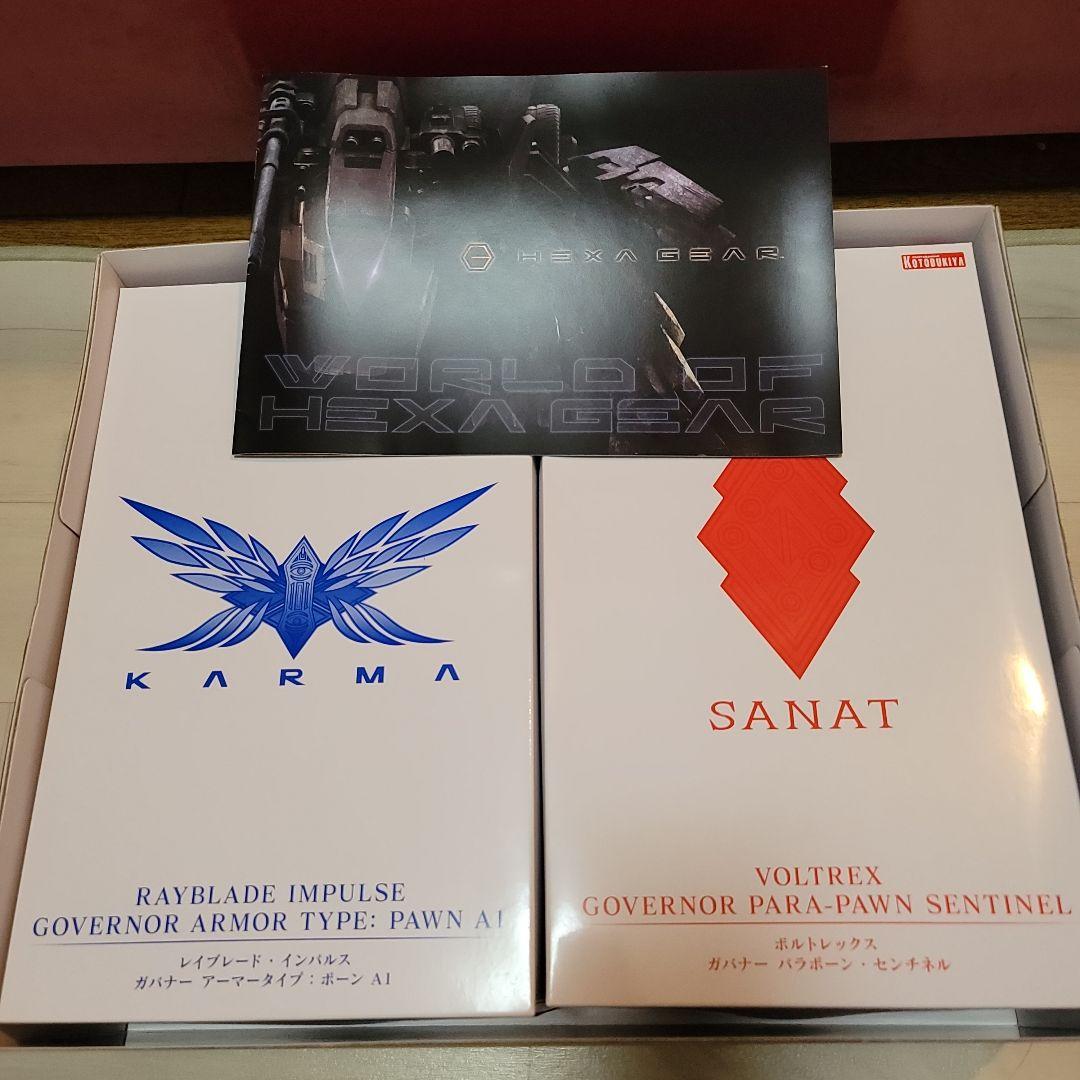 HEXA GEAR
WORLD OF
HEXA GEAR
KOTOBUKIYA
KARMA
RAYBLADE IMPULSE
GOVERNOR ARMOR TYPE: PAWN A1
レイブレード・インパルス
ガバナー アーマータイプ：ポーン A1
SANAT
VOLTREX
GOVERNOR PARA-PAWN SENTINEL
ボルトレックス
ガバナー パラポーン・センチネル